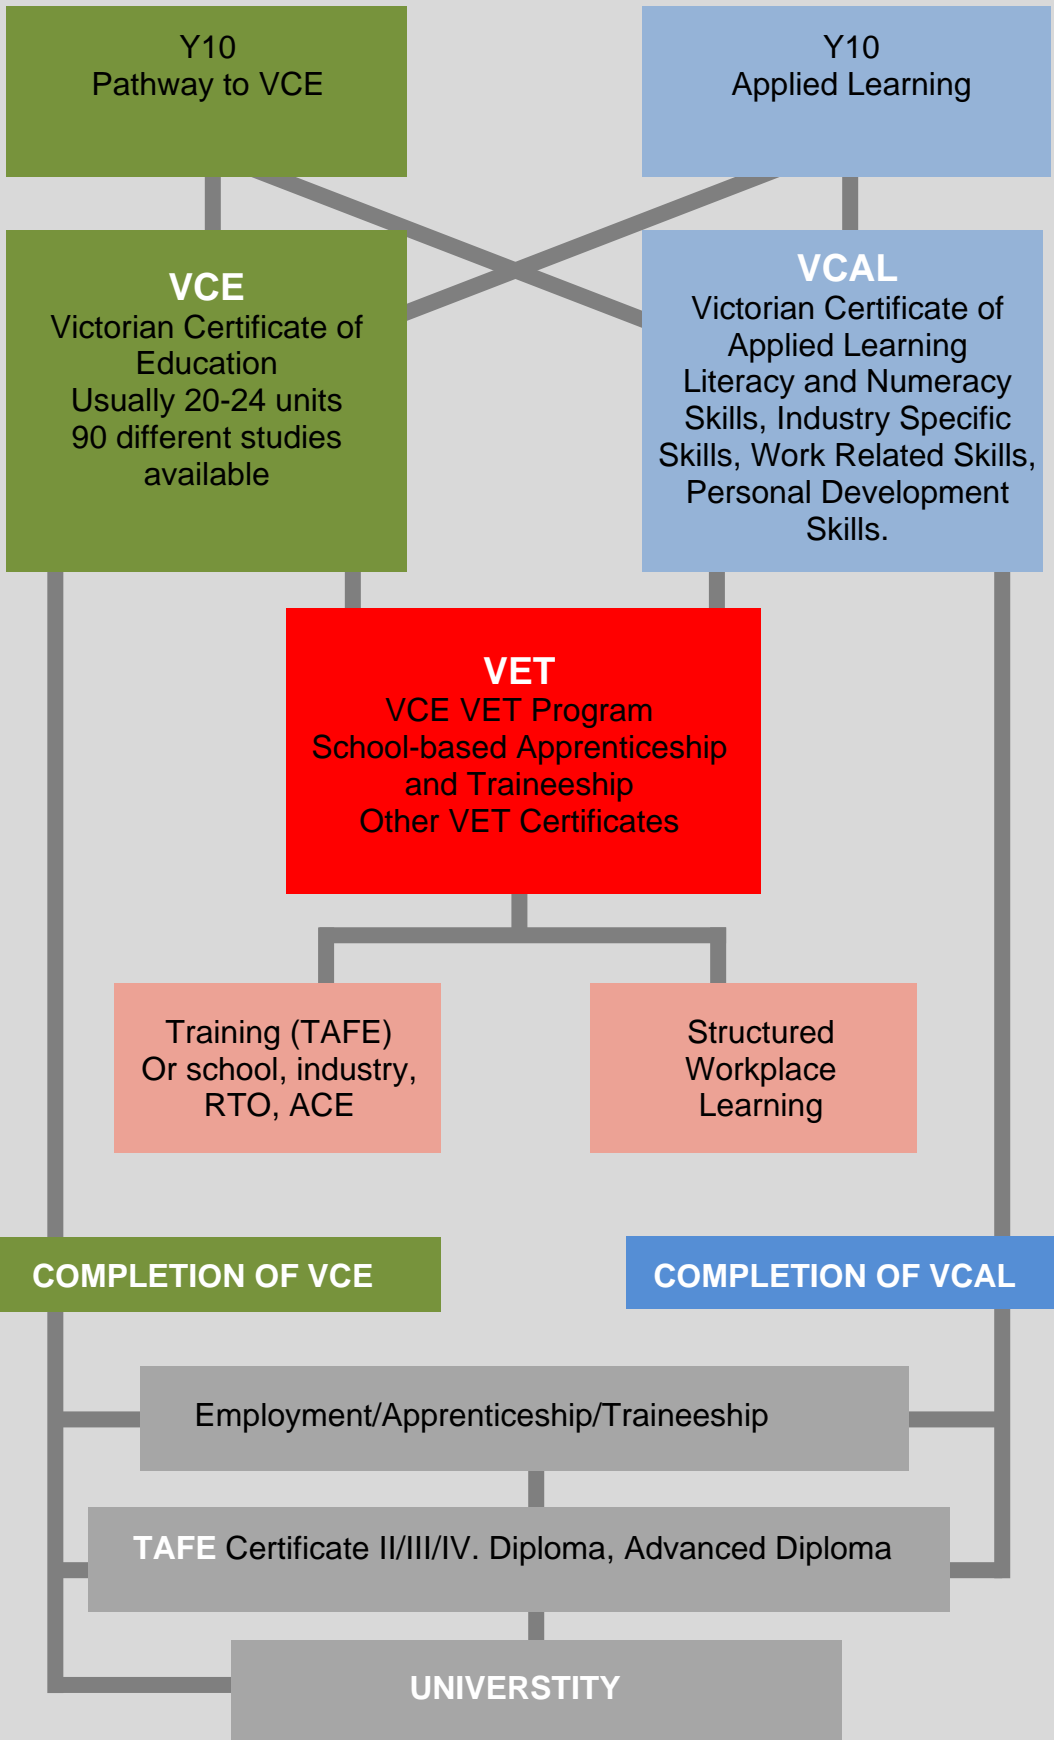 Y10
Pathway to VCE
Y10
Applied Learning
VCE
Victorian Certificate of
Education
Usually 20-24 units
90 different studies
available
VCAL
Victorian Certificate of
Applied Learning
Literacy and Numeracy
Skills, Industry Specific
Skills, Work Related Skills,
Personal Development
Skills.
VET
VCE VET Program
School-based Apprenticeship
and Traineeship
Other VET Certificates
Training (TAFE)
Or school, industry,
RTO, ACE
Structured
Workplace
Learning
COMPLETION OF VCE
COMPLETION OF VCAL
Employment/Apprenticeship/Traineeship
TAFE Certificate II/III/IV. Diploma, Advanced Diploma
UNIVERSTITY